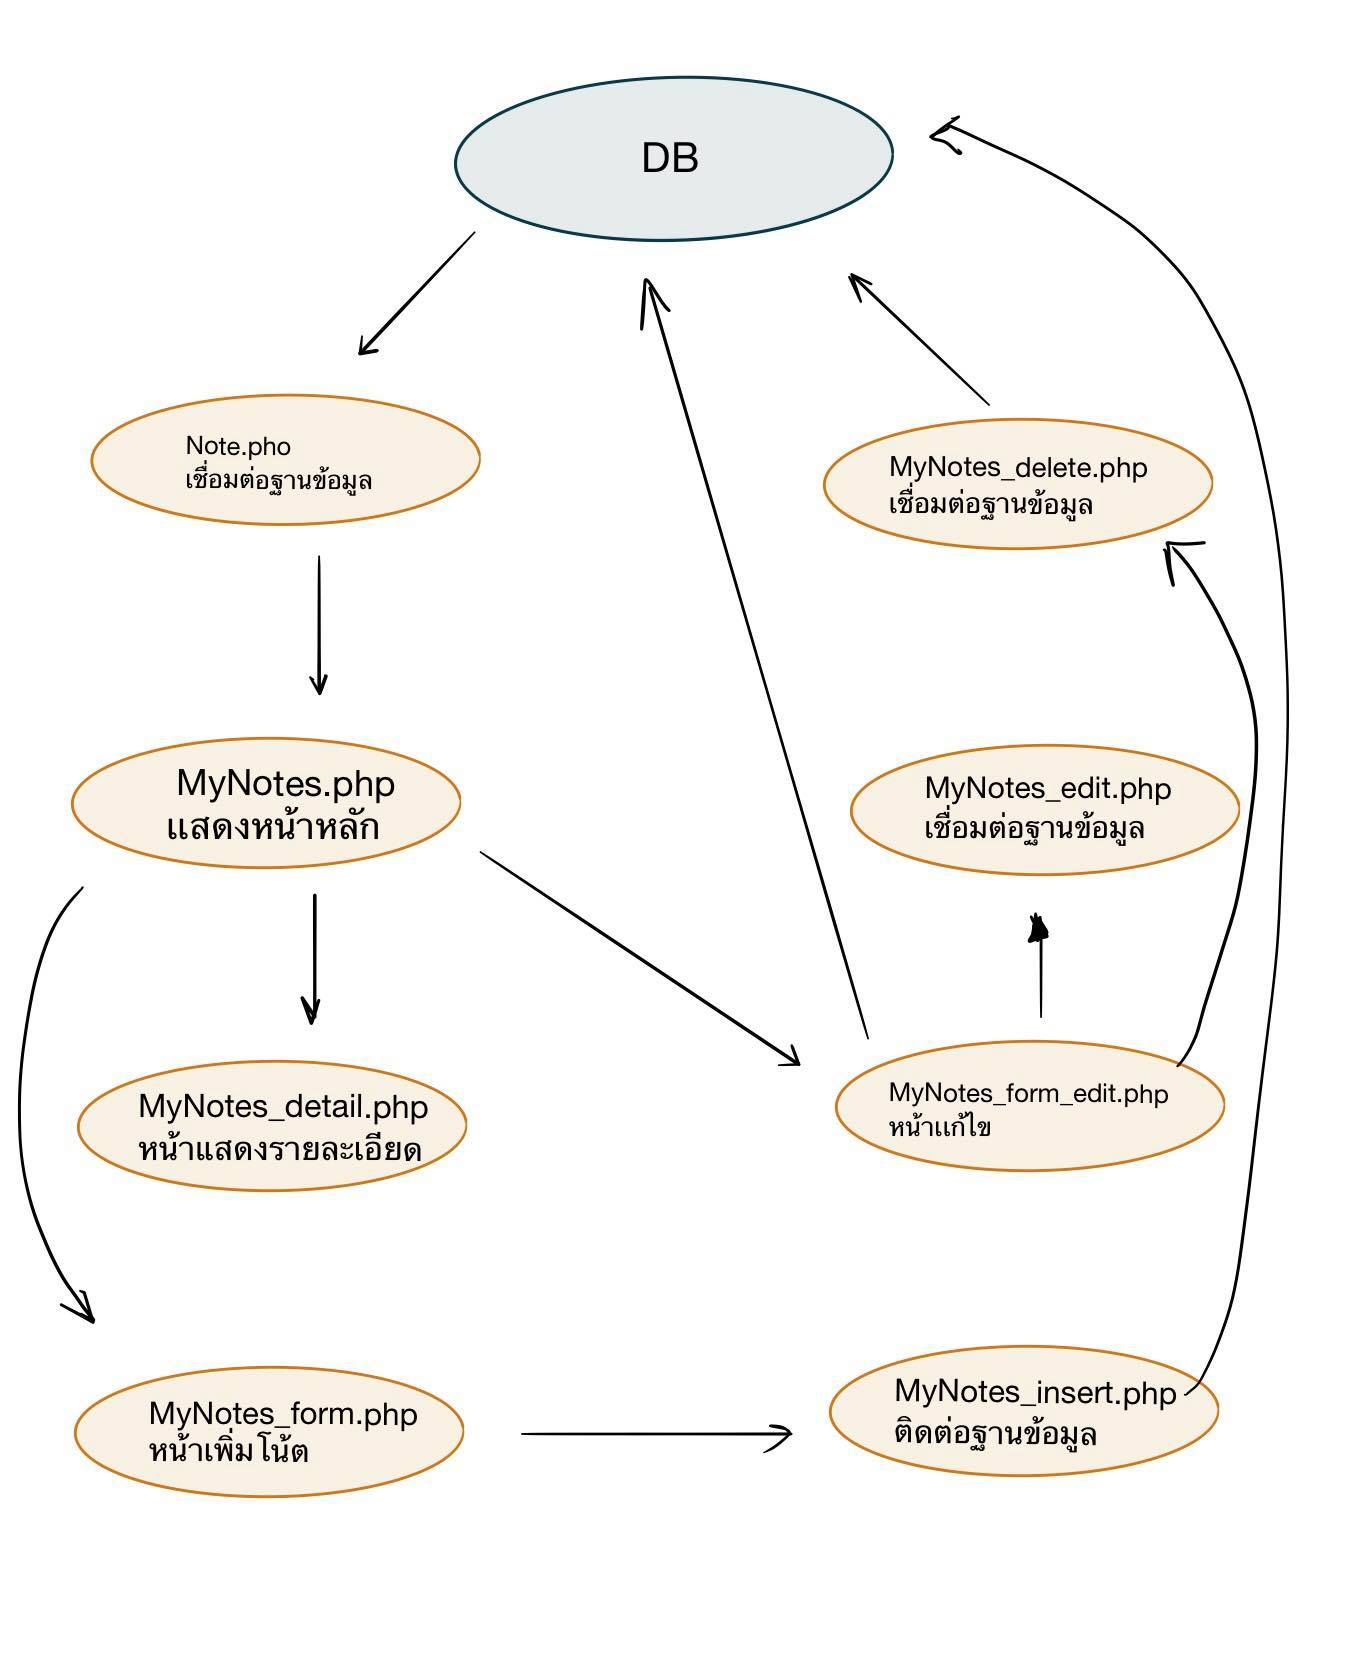 DB
Note.pho
เชื่อมต่อฐานข้อมูล
MyNotes_delete.php
เชื่อมต่อฐานข้อมูล
MyNotes.php
แสดงหน้าหลัก
MyNotes_edit.php
เชื่อมต่อฐานข้อมูล
MyNotes_detail.php
หน้าแสดงรายละเอียด
MyNotes_form_edit.php
หน้าแก้ไข
MyNotes_form.php
หน้าเพิ่มโน้ต
MyNotes_insert.php
ติดต่อฐานข้อมูล